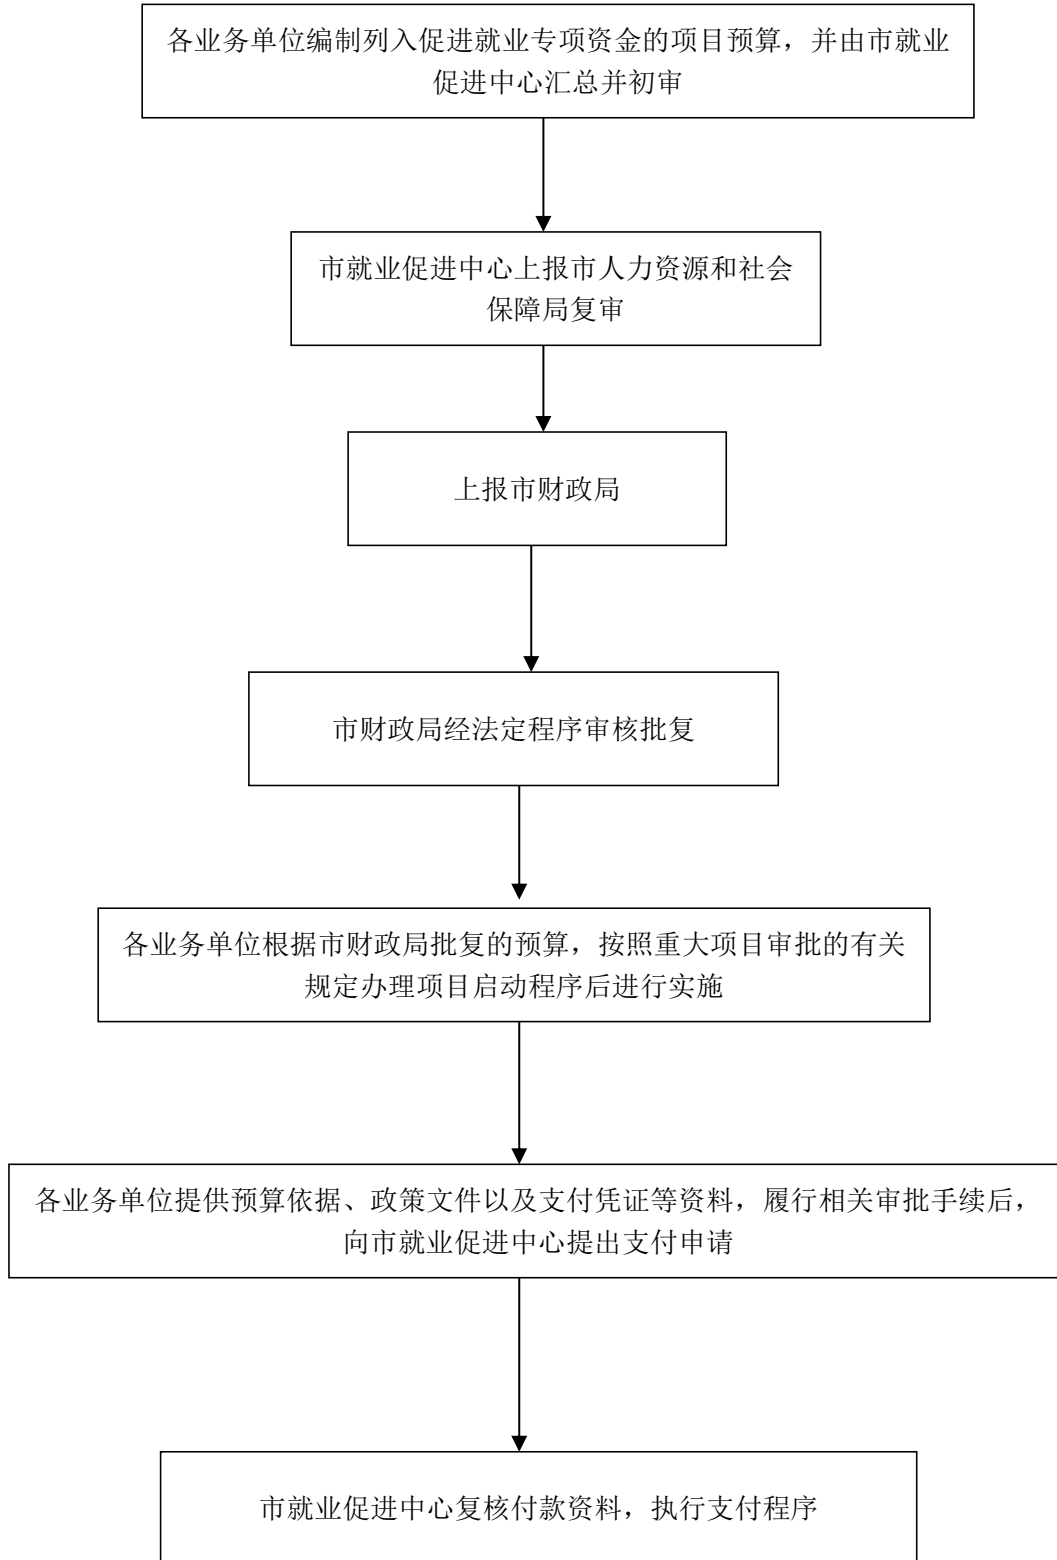 各业务单位编制列入促进就业专项资金的项目预算，并由市就业
促进中心汇总并初审
市就业促进中心上报市人力资源和社会
保障局复审
上报市财政局
市财政局经法定程序审核批复
各业务单位根据市财政局批复的预算，按照重大项目审批的有关
规定办理项目启动程序后进行实施
各业务单位提供预算依据、政策文件以及支付凭证等资料，履行相关审批手续后，
向市就业促进中心提出支付申请
市就业促进中心复核付款资料，执行支付程序